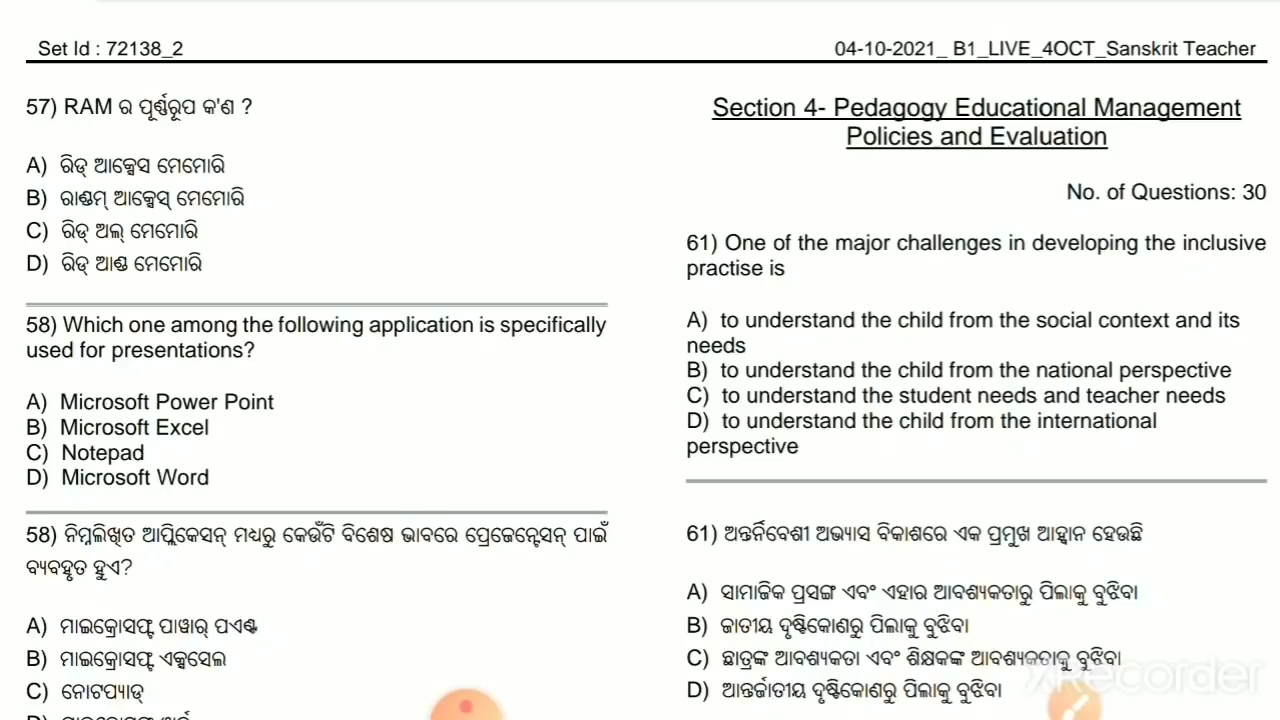 Set Id : 72138_2
04-10-2021_ B1_LIVE_4OCT_Sanskrit Teacher
57) RAM ର ପୂର୍ଣ୍ଣରୂପ କ'ଣ ?
A) ରିଡ୍ ଆକ୍ସେସ ମେମୋରି
B) ରାଣ୍ଡମ୍ ଆକ୍ସେସ୍ ମେମୋରି
C) ରିଡ୍ ଅଲ୍ ମେମୋରି
D) ରିଡ୍ ଆଣ୍ଡ ମେମୋରି
58) Which one among the following application is specifically
used for presentations?
A) Microsoft Power Point
B) Microsoft Excel
C) Notepad
D) Microsoft Word
58) ନିମ୍ନଲିଖିତ ଆପ୍ଲିକେସନ୍ ମଧ୍ୟରୁ କେଉଁଟି ବିଶେଷ ଭାବରେ ପ୍ରେଜେଣ୍ଟେସନ୍ ପାଇଁ
ବ୍ୟବହୃତ ହୁଏ?
A) ମାଇକ୍ରୋସଫ୍ଟ ପାୱାର୍ ପଏଣ୍ଟ
B) ମାଇକ୍ରୋସଫ୍ଟ ଏକ୍ସସେଲ
C) ନୋଟପ୍ୟାଡ୍
Section 4- Pedagogy Educational Management
Policies and Evaluation
No. of Questions: 30
61) One of the major challenges in developing the inclusive
practise is
A) to understand the child from the social context and its
needs
B) to understand the child from the national perspective
C) to understand the student needs and teacher needs
D) to understand the child from the international
perspective
61) ଅନ୍ତର୍ନିବେଶୀ ଅଭ୍ୟାସ ବିକାଶରେ ଏକ ପ୍ରମୁଖ ଆହ୍ୱାନ ହେଉଛି
A) ସାମାଜିକ ପ୍ରସଙ୍ଗ ଏବଂ ଏହାର ଆବଶ୍ୟକତାରୁ ପିଲାକୁ ବୁଝିବା
B) ଜାତୀୟ ଦୃଷ୍ଟିକୋଣରୁ ପିଲାକୁ ବୁଝିବା
C) ଛାତ୍ରଙ୍କ ଆବଶ୍ୟକତା ଏବଂ ଶିକ୍ଷକଙ୍କ ଆବଶ୍ୟକତାକୁ ବୁଝିବା
D) ଆନ୍ତର୍ଜାତୀୟ ଦୃଷ୍ଟିକୋଣରୁ ପିଲାକୁ ବୁଝିବା
XRecorder